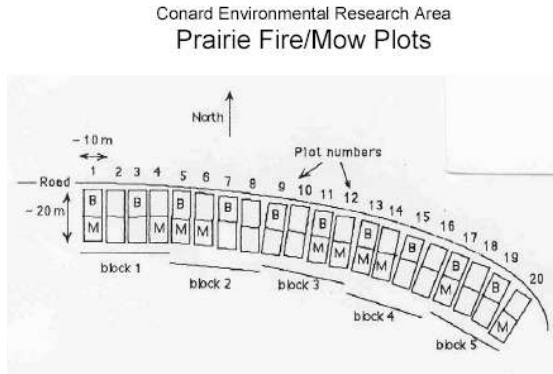 Conard Environmental Research Area
Prairie Fire/Mow Plots
North
~10m
Plot numbers
1 2 3 4 5 6 7 8 9 10 11 12 13 14 15 16 17 18 19 20
Road
~20m
B B B B B B B B B B
M M M M M M M M M M
block 1
block 2
block 3
block 4
block 5